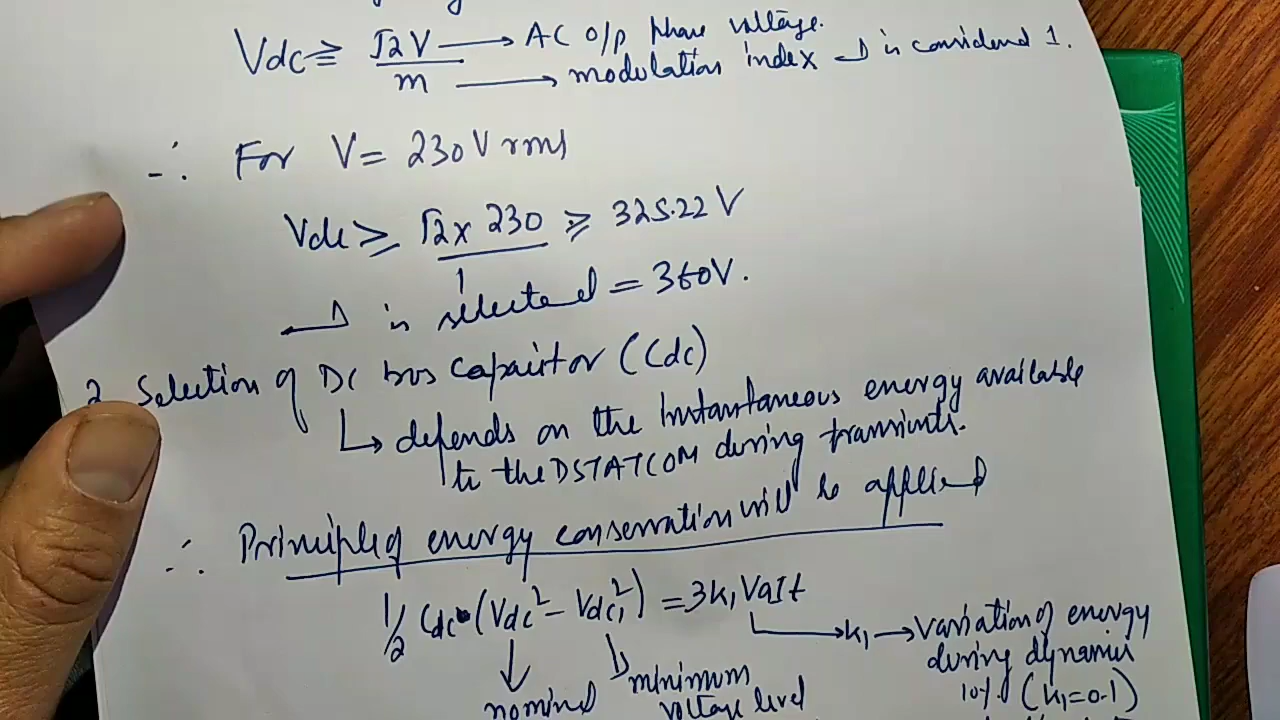 Vdc ≥ √2 V → AC o/p phase voltage.
m → modulation index → is considered 1.
∴ For V = 230 V rms
Vdc ≥ √2 x 230 ≥ 325.22 V
→ is selected = 360V.
2 Selection of DC bus Capacitor (Cdc)
↳ depends on the Instantaneous energy available
to the DSTATCOM during transients.
∴ Principle of energy conservation will be applied
1/2 Cdc (Vdc² - Vdc₁²) = 3k₁VaIt
→ k₁ → variation of energy
during dynamics
10% (k₁=0.1)
nominal
minimum
voltage level